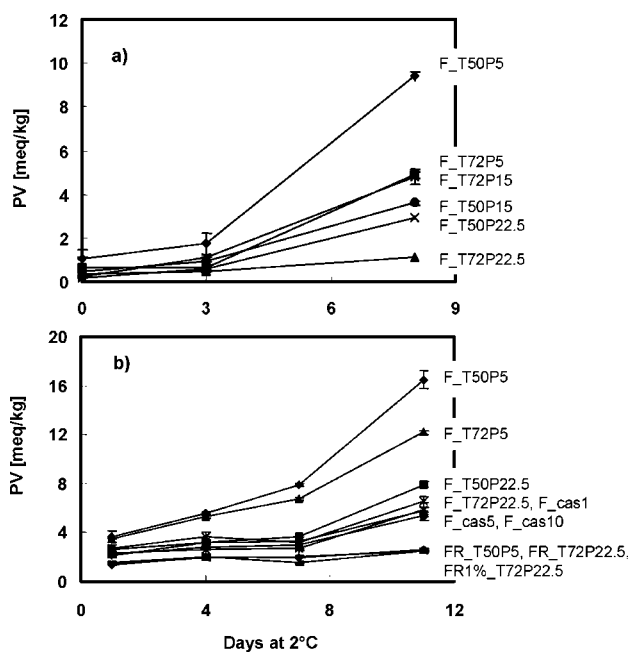 a)
PV [meq/kg]
12
10
8
6
4
2
0
0 3 6 9
F_T50P5
F_T72P5
F_T72P15
F_T50P15
F_T50P22.5
F_T72P22.5
b)
PV [meq/kg]
20
16
12
8
4
0
0 4 8 12
F_T50P5
F_T72P5
F_T50P22.5
F_T72P22.5, F_cas1
F_cas5, F_cas10
FR_T50P5, FR_T72P22.5,
FR1%_T72P22.5
Days at 2°C